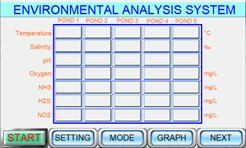 ENVIRONMENTAL ANALYSIS SYSTEM
POND 1 POND 2 POND 3 POND 4 POND 5
Temperature °C
Salinity ‰
pH
Oxygen mg/L
NH3 mg/L
H2S mg/L
NO2 mg/L
START SETTING MODE GRAPH NEXT